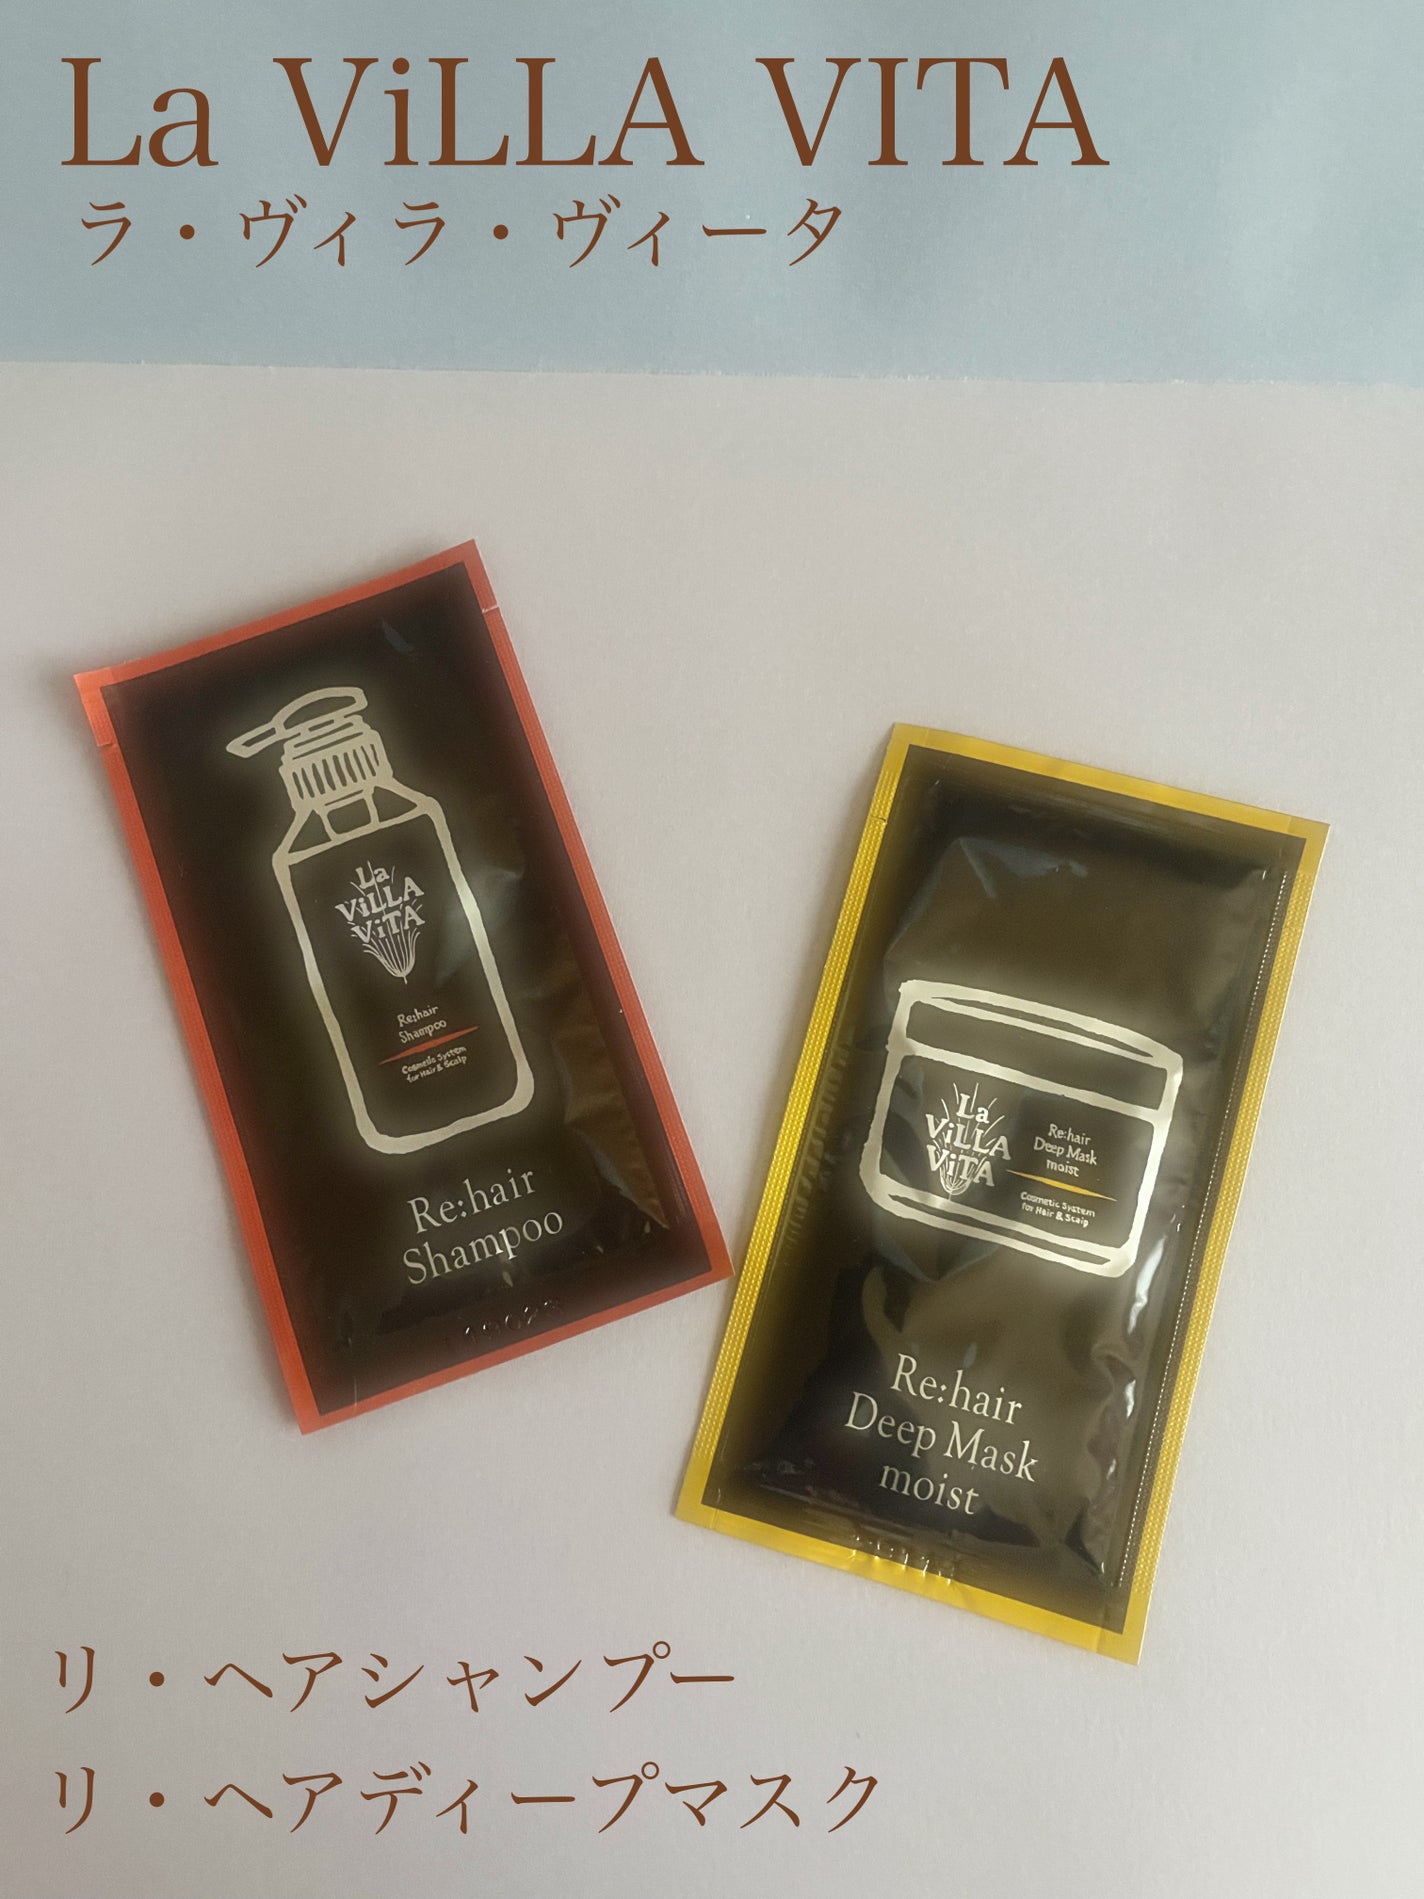 La ViLLA VITA
ラ・ヴィラ・ヴィータ
La
ViLLA
ViTA
Re:hair
Shampoo
Cosmetic System
for Hair & Scalp
Re:hair
Shampoo
La
ViLLA
ViTA
Re:hair
Deep Mask
moist
Cosmetic System
for Hair & Scalp
Re:hair
Deep Mask
moist
リ・ヘアシャンプー
リ・ヘアディープマスク